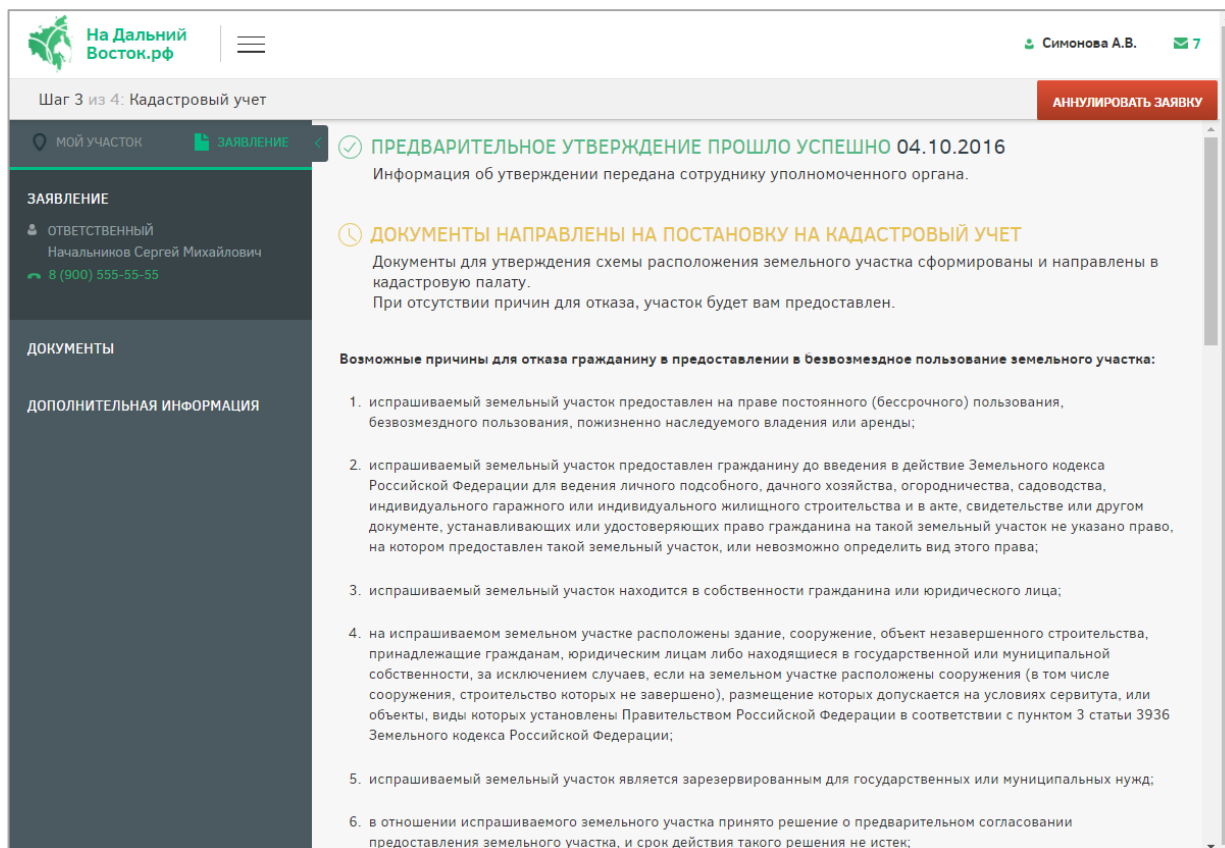 На Дальний
Восток.рф
Симонова А.В.
7
Шаг 3 из 4: Кадастровый учет
АННУЛИРОВАТЬ ЗАЯВКУ
МОЙ УЧАСТОК
ЗАЯВЛЕНИЕ
ЗАЯВЛЕНИЕ
ОТВЕТСТВЕННЫЙ
Начальников Сергей Михайлович
8 (900) 555-55-55
ДОКУМЕНТЫ
ДОПОЛНИТЕЛЬНАЯ ИНФОРМАЦИЯ
ПРЕДВАРИТЕЛЬНОЕ УТВЕРЖДЕНИЕ ПРОШЛО УСПЕШНО 04.10.2016
Информация об утверждении передана сотруднику уполномоченного органа.
ДОКУМЕНТЫ НАПРАВЛЕНЫ НА ПОСТАНОВКУ НА КАДАСТРОВЫЙ УЧЕТ
Документы для утверждения схемы расположения земельного участка сформированы и направлены в
кадастровую палату.
При отсутствии причин для отказа, участок будет вам предоставлен.
Возможные причины для отказа гражданину в предоставлении в безвозмездное пользование земельного участка:
1. испрашиваемый земельный участок предоставлен на праве постоянного (бессрочного) пользования,
безвозмездного пользования, пожизненно наследуемого владения или аренды;
2. испрашиваемый земельный участок предоставлен гражданину до введения в действие Земельного кодекса
Российской Федерации для ведения личного подсобного, дачного хозяйства, огородничества, садоводства,
индивидуального гаражного или индивидуального жилищного строительства и в акте, свидетельстве или другом
документе, устанавливающих или удостоверяющих право гражданина на такой земельный участок не указано право,
на котором предоставлен такой земельный участок, или невозможно определить вид этого права;
3. испрашиваемый земельный участок находится в собственности гражданина или юридического лица;
4. на испрашиваемом земельном участке расположены здание, сооружение, объект незавершенного строительства,
принадлежащие гражданам, юридическим лицам либо находящиеся в государственной или муниципальной
собственности, за исключением случаев, если на земельном участке расположены сооружения (в том числе
сооружения, строительство которых не завершено), размещение которых допускается на условиях сервитута, или
объекты, виды которых установлены Правительством Российской Федерации в соответствии с пунктом 3 статьи 3936
Земельного кодекса Российской Федерации;
5. испрашиваемый земельный участок является зарезервированным для государственных или муниципальных нужд;
6. в отношении испрашиваемого земельного участка принято решение о предварительном согласовании
предоставления земельного участка, и срок действия такого решения не истек;